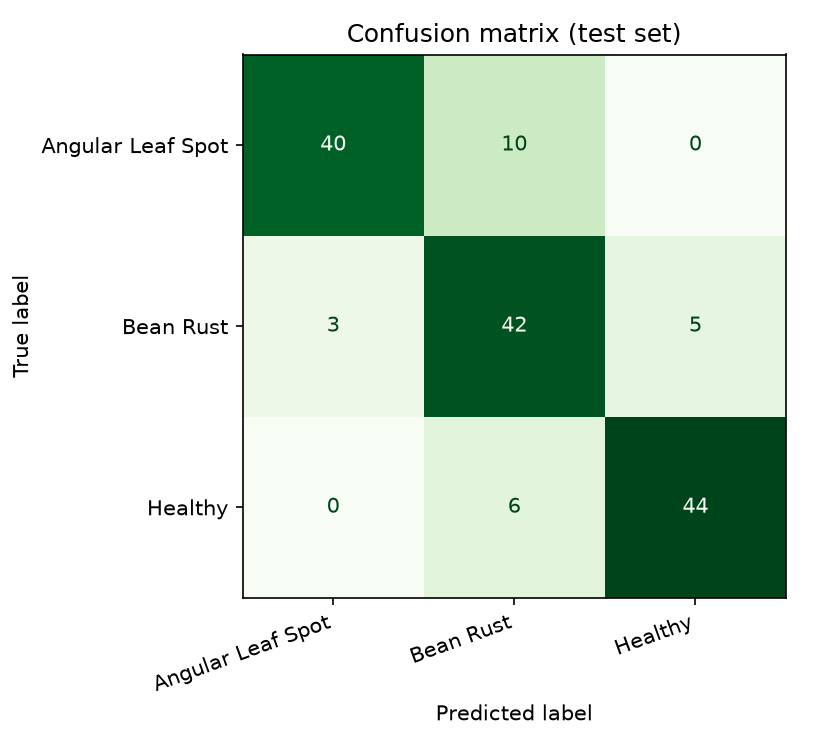 Confusion matrix (test set)
True label
Angular Leaf Spot
40
10
0
Bean Rust
3
42
5
Healthy
0
6
44
Angular Leaf Spot
Bean Rust
Healthy
Predicted label